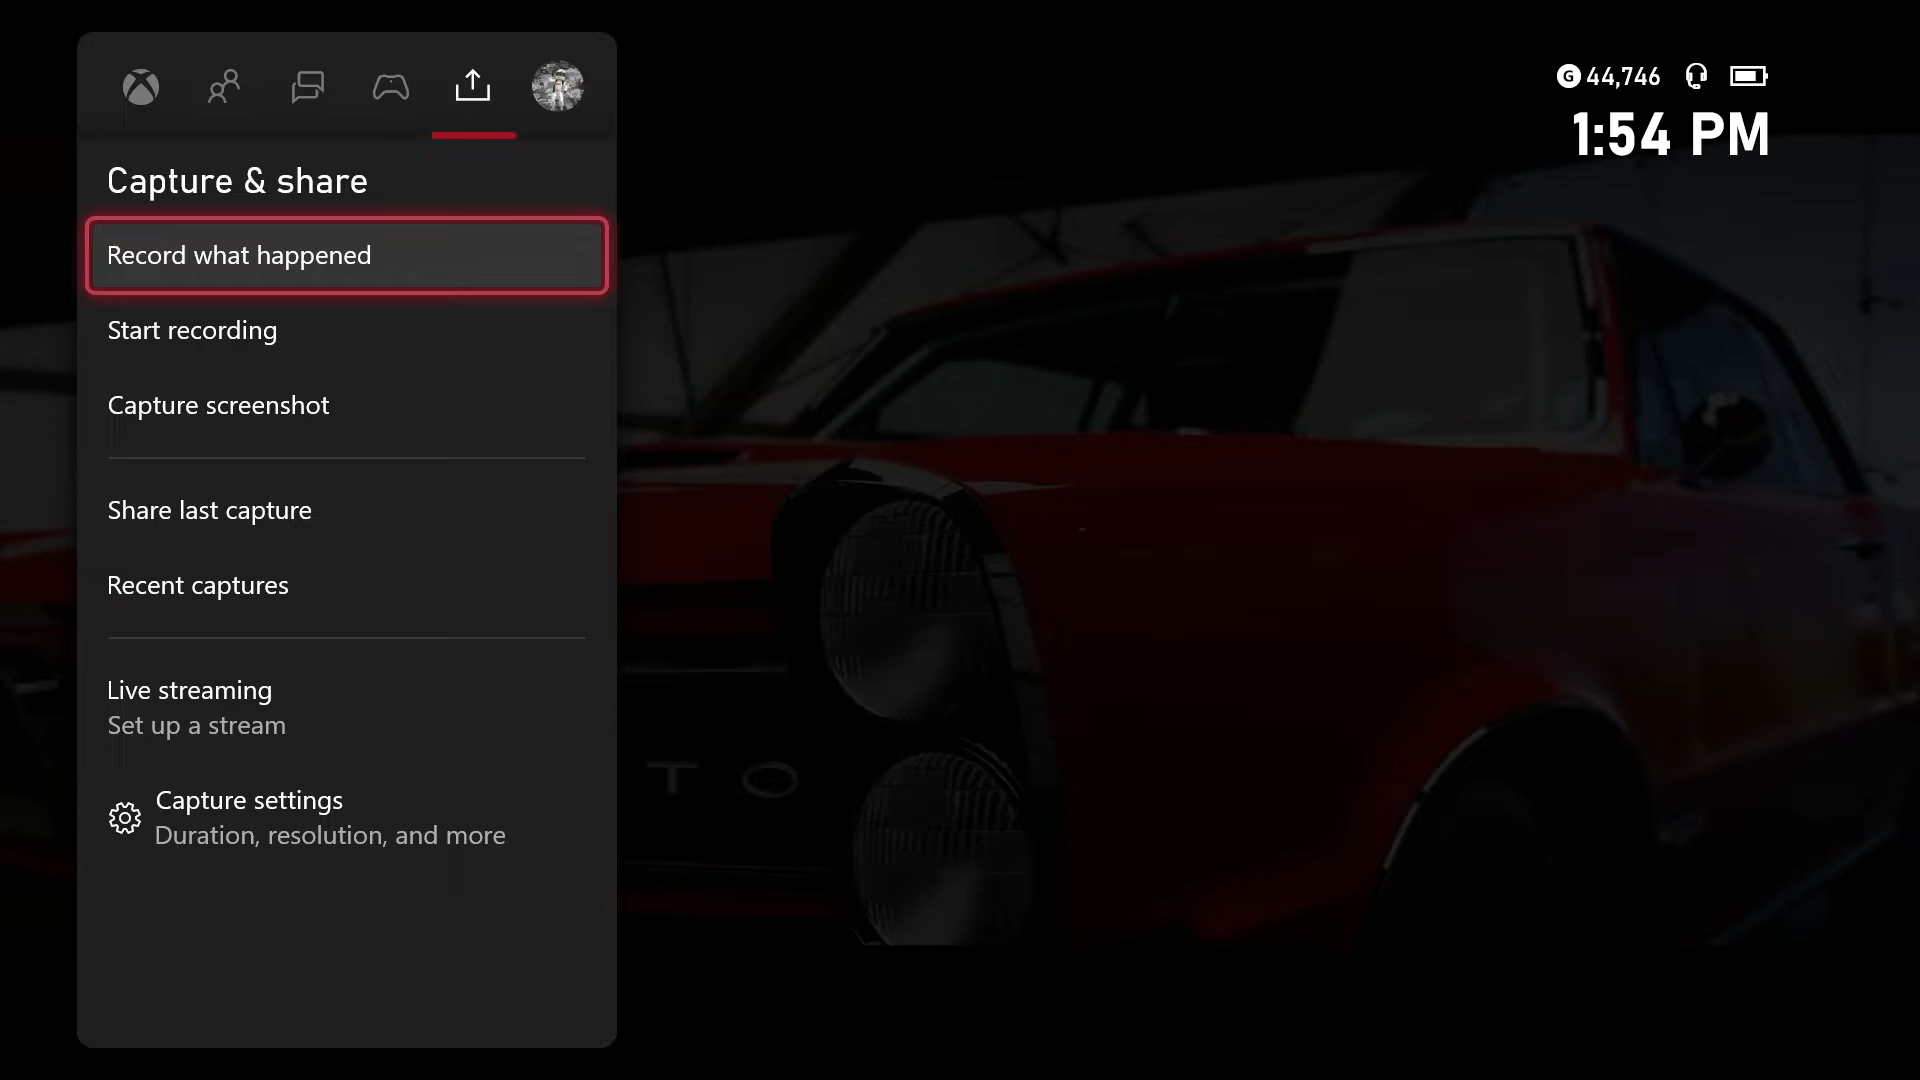 G 44,746
1:54 PM
Capture & share
Record what happened
Start recording
Capture screenshot
Share last capture
Recent captures
Live streaming
Set up a stream
Capture settings
Duration, resolution, and more
T O